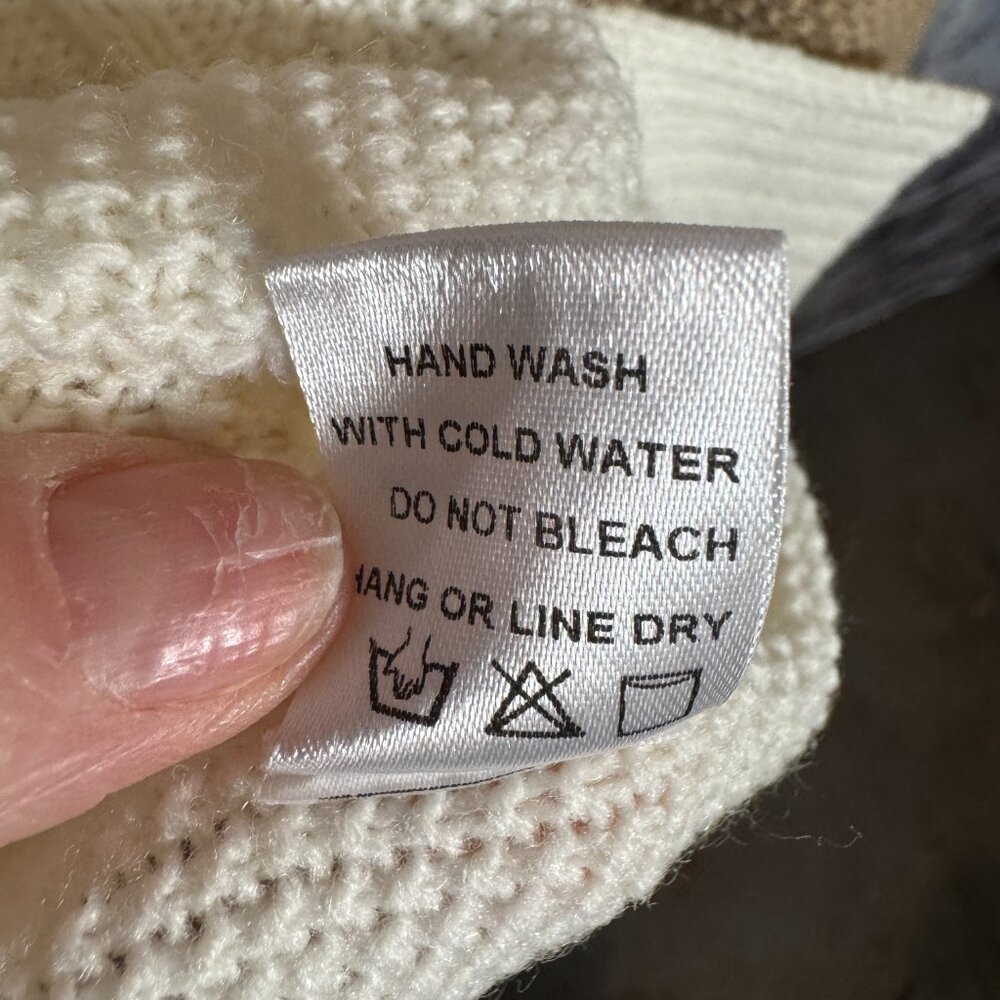 HAND WASH
WITH COLD WATER
DO NOT BLEACH
HANG OR LINE DRY